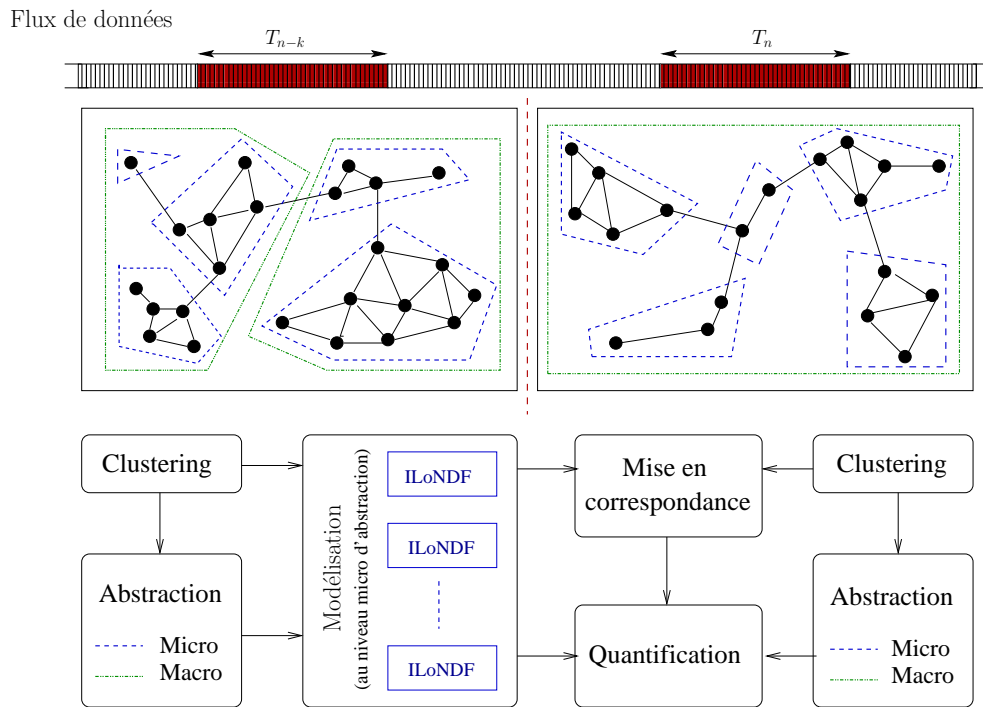 Flux de données
T_{n−k}
T_n
Clustering
Abstraction
Micro
Macro
Modélisation
(au niveau micro d'abstraction)
ILoNDF
ILoNDF
ILoNDF
Mise en
correspondance
Quantification
Clustering
Abstraction
Micro
Macro